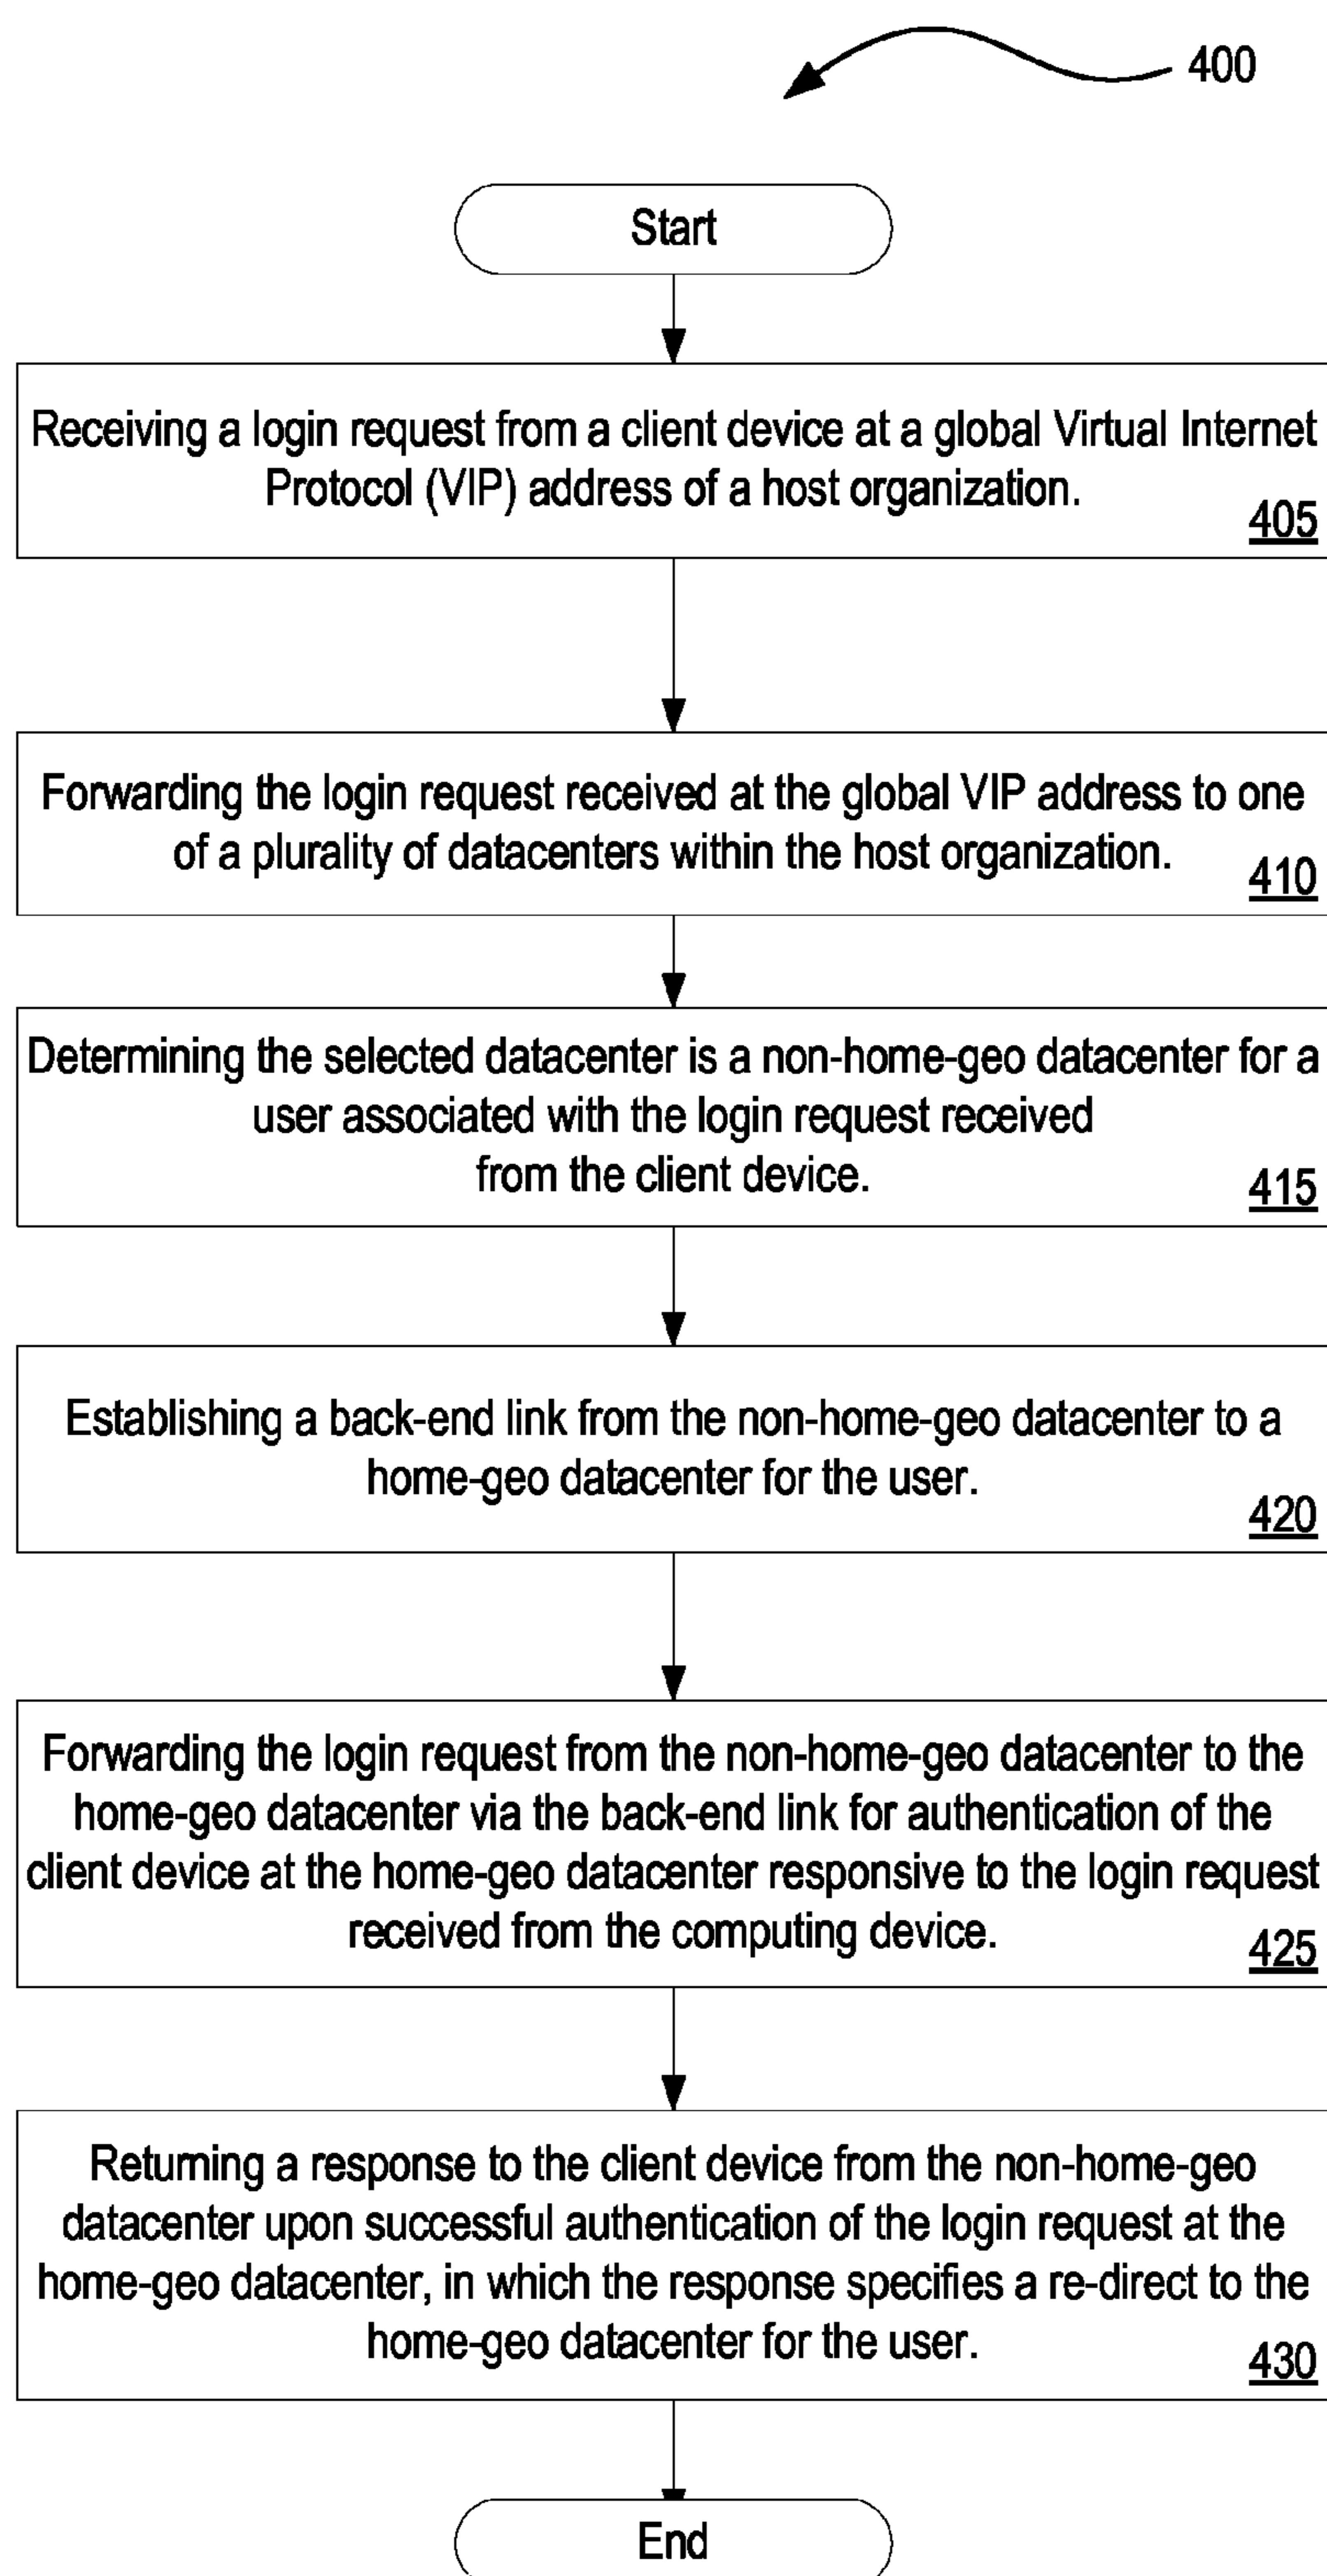 400
Start
Receiving a login request from a client device at a global Virtual Internet
Protocol (VIP) address of a host organization.
405
Forwarding the login request received at the global VIP address to one
of a plurality of datacenters within the host organization.
410
Determining the selected datacenter is a non-home-geo datacenter for a
user associated with the login request received
from the client device.
415
Establishing a back-end link from the non-home-geo datacenter to a
home-geo datacenter for the user.
420
Forwarding the login request from the non-home-geo datacenter to the
home-geo datacenter via the back-end link for authentication of the
client device at the home-geo datacenter responsive to the login request
received from the computing device.
425
Returning a response to the client device from the non-home-geo
datacenter upon successful authentication of the login request at the
home-geo datacenter, in which the response specifies a re-direct to the
home-geo datacenter for the user.
430
End